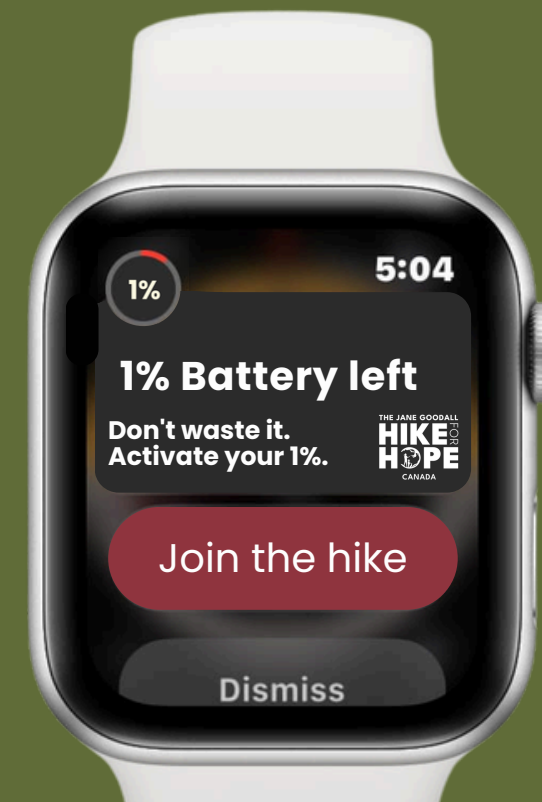 1%
5:04
1% Battery left
Don't waste it.
Activate your 1%.
THE JANE GOODALL
HIKE FOR
HOPE
CANADA
Join the hike
Dismiss